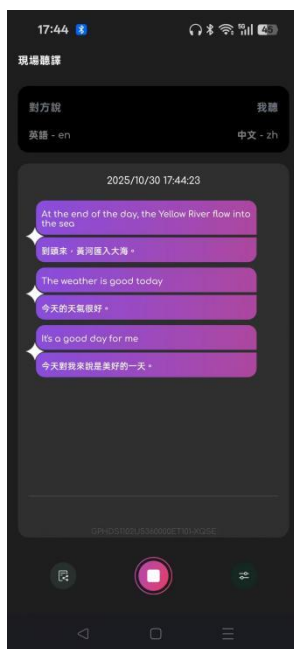 17:44
45
現場聽譯
對方說 我聽
英語 - en 中文 - zh
2025/10/30 17:44:23
At the end of the day, the Yellow River flow into
the sea
到頭來，黃河匯入大海。
The weather is good today
今天的天氣很好。
It's a good day for me
今天對我來說是美好的一天。